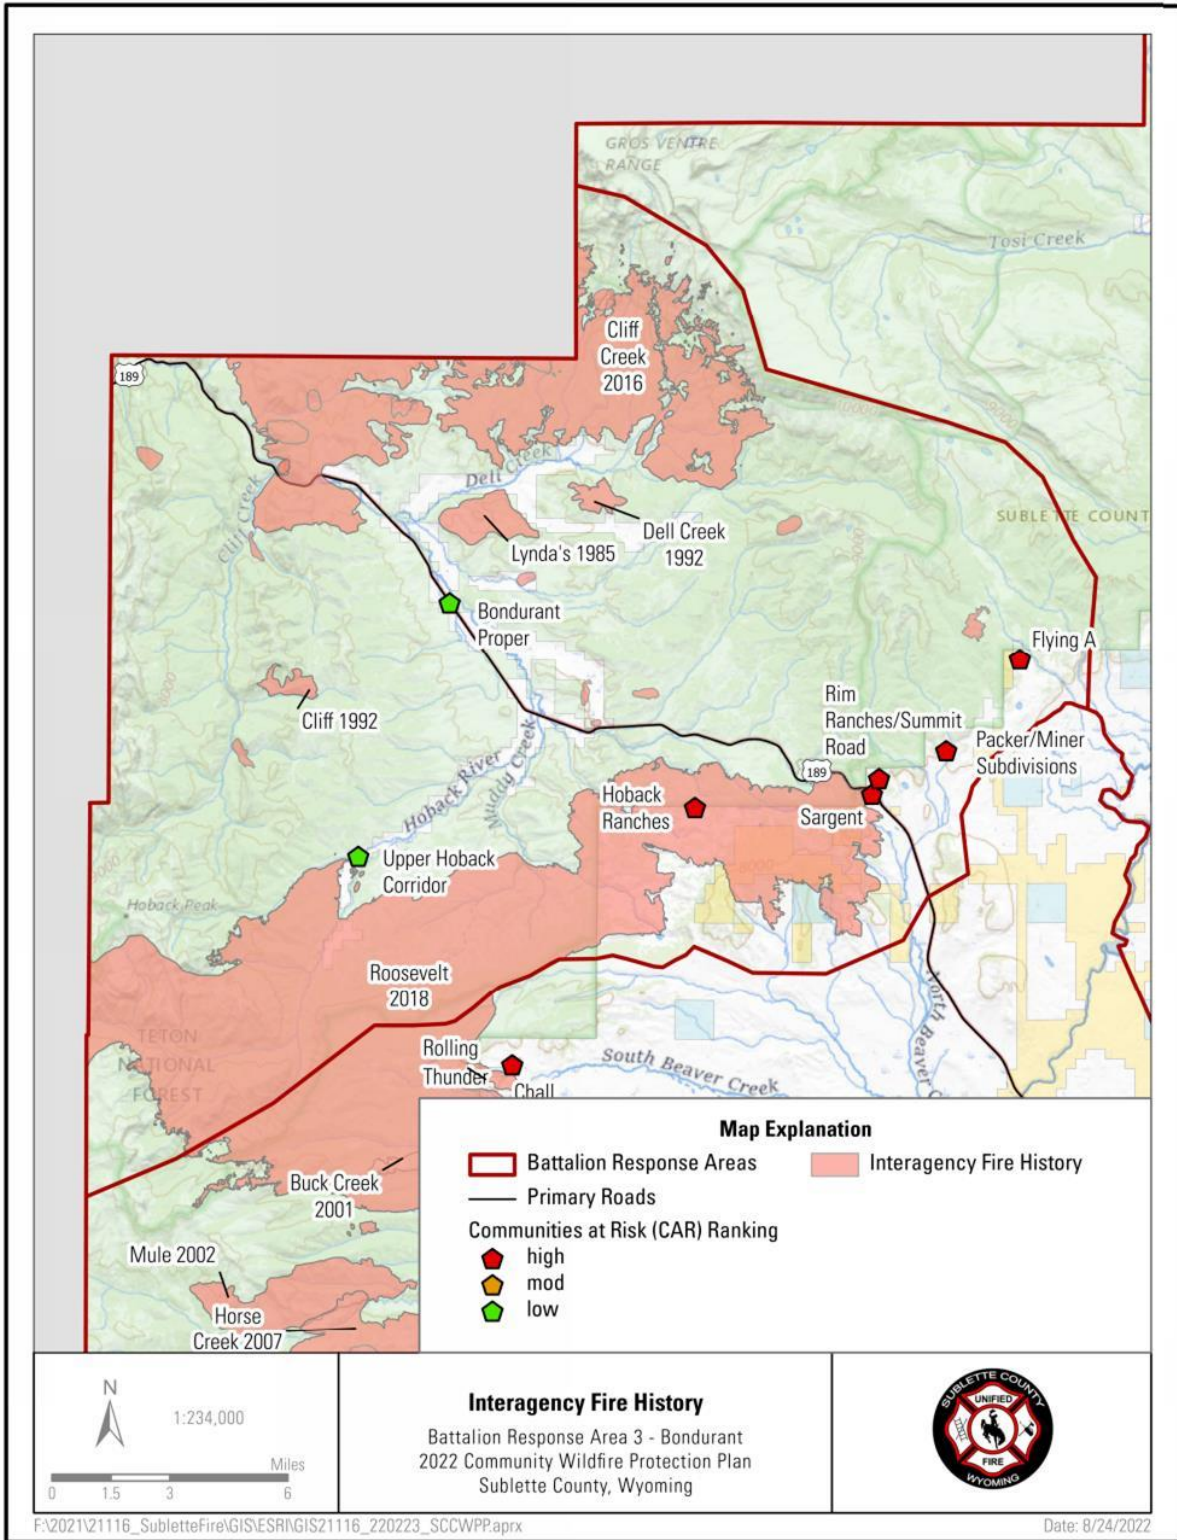 GROS VENTRE
RANGE
Tosi Creek
Cliff
Creek
2016
189
Dell Creek
Cliff Creek
9000
SUBLETTE COUNT
Dell Creek
1992
Lynda's 1985
Bondurant
Proper
Flying A
Rim
Ranches/Summit
Road
Cliff 1992
Packer/Miner
Subdivisions
189
Hoback River
Muddy Creek
Hoback
Ranches
Sargent
Upper Hoback
Corridor
Hoback Peak
Roosevelt
2018
North Beaver C
TETON
NATIONAL
FOREST
Rolling
Thunder
South Beaver Creek
Chall
Map Explanation
Battalion Response Areas
Interagency Fire History
Primary Roads
Communities at Risk (CAR) Ranking
high
mod
low
Buck Creek
2001
Mule 2002
Horse
Creek 2007
N
1:234,000
Miles
0 1.5 3 6
Interagency Fire History
Battalion Response Area 3 - Bondurant
2022 Community Wildfire Protection Plan
Sublette County, Wyoming
SUBLETTE COUNTY
UNIFIED
FIRE
WYOMING
F:\2021\21116_SubletteFire\GIS\ESRI\GIS21116_220223_SCCWPP.aprx
Date: 8/24/2022